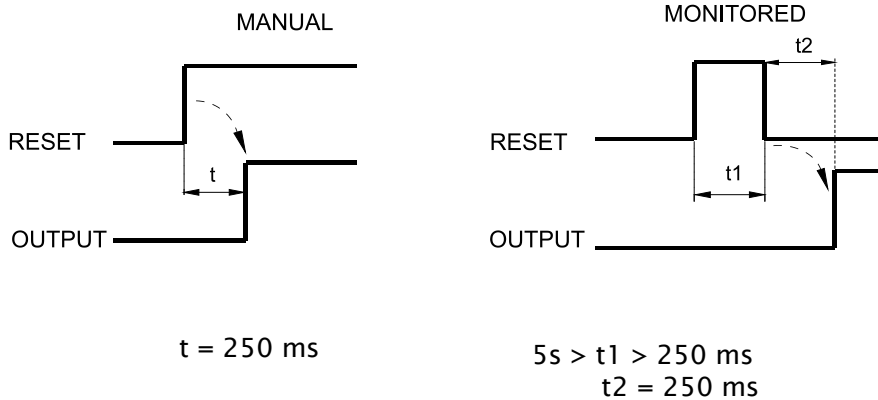 MANUAL
RESET
t
OUTPUT
t = 250 ms
MONITORED
t2
RESET
t1
OUTPUT
5s > t1 > 250 ms
t2 = 250 ms